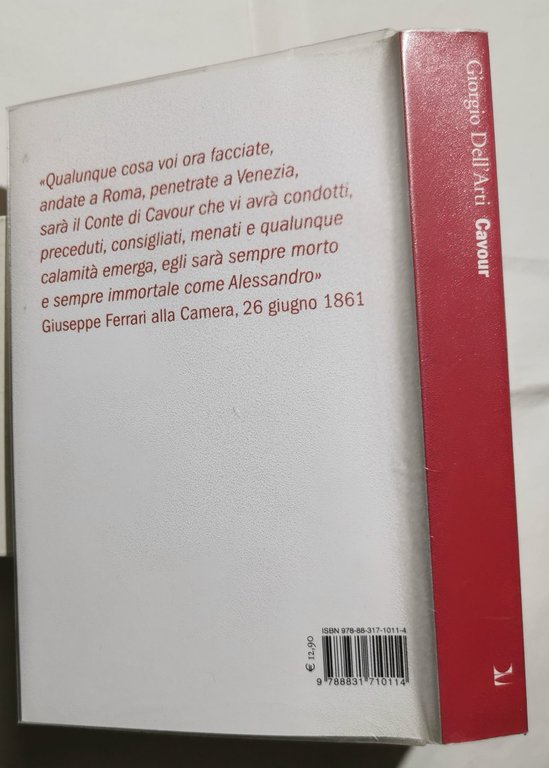 «Qualunque cosa voi ora facciate,
andate a Roma, penetrate a Venezia,
sarà il Conte di Cavour che vi avrà condotti,
preceduti, consigliati, menati e qualunque
calamità emerga, egli sarà sempre morto
e sempre immortale come Alessandro»
Giuseppe Ferrari alla Camera, 26 giugno 1861
Giorgio Dell'Arti Cavour
ISBN 978-88-317-1011-4
€ 12,90
9 788831 710114